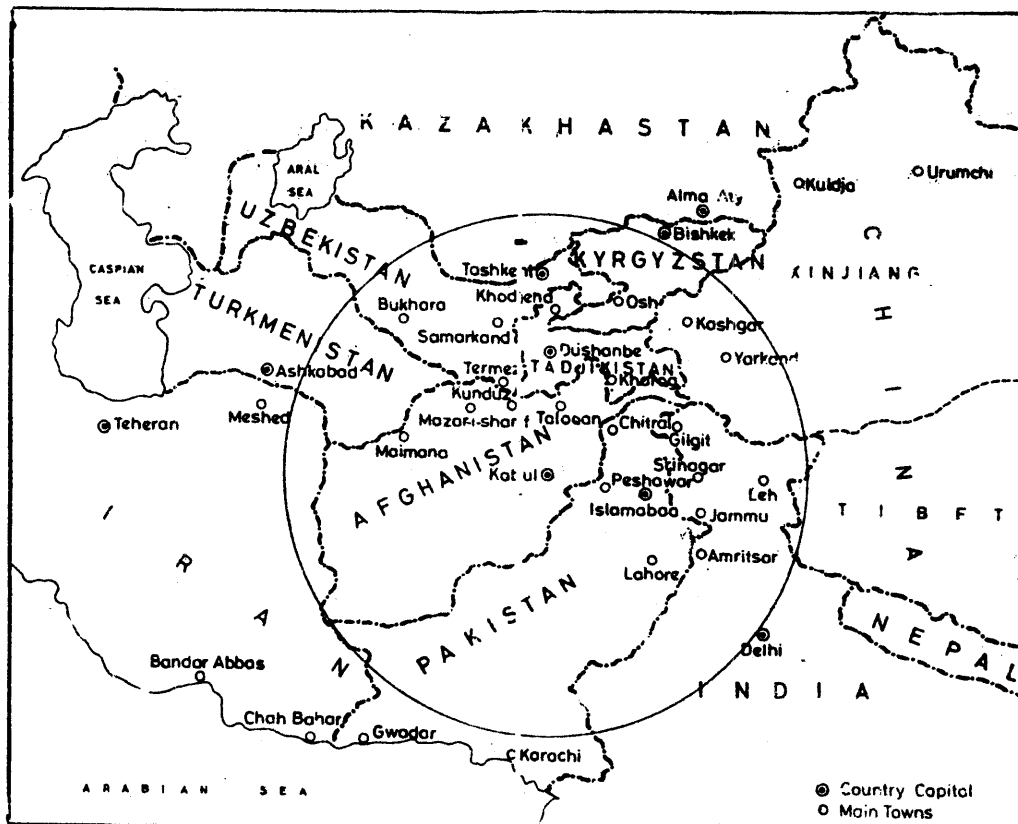 KAZAKHASTAN
ARAL
SEA
Kuldja
Urumchi
Alma Aty
UZBEKISTAN
Bishkek
CHINA
CASPIAN
SEA
Tashkent
KYRGYZSTAN
XINJIANG
TURKMENISTAN
Bukhara
Khodjend
Osh
Samarkand
Kashgar
Dushanbe
Yarkand
Ashkabad
Termez
Khorog
Kunduz
Meshed
Teheran
Mazar-i-sharif
Taloqan
Chitral
Gilgit
Maimana
AFGHANISTAN
Kabul
Srinagar
Peshawar
Leh
Islamabad
Jammu
TIBET
IRAN
Lahore
Amritsar
PAKISTAN
NEPAL
Delhi
Bandar Abbas
INDIA
Chah Bahar
Gwadar
Karachi
ARABIAN SEA
Country Capital
Main Towns